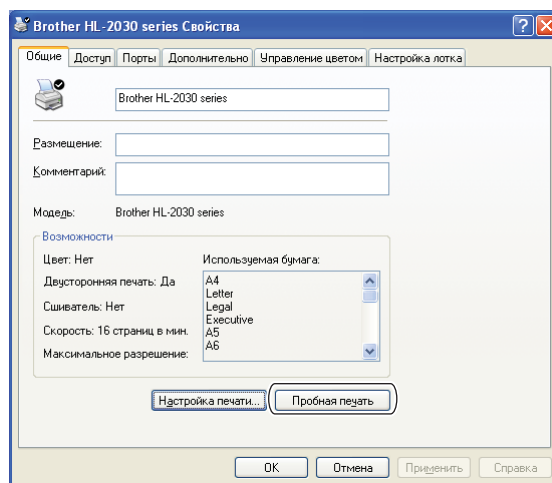 Brother HL-2030 series Свойства
Общие Доступ Порты Дополнительно Управление цветом Настройка лотка
Brother HL-2030 series
Размещение:
Комментарий:
Модель: Brother HL-2030 series
Возможности
Цвет: Нет Используемая бумага:
Двусторонняя печать: Да A4
Letter
Сшиватель: Нет Legal
Executive
Скорость: 16 страниц в мин. A5
A6
Максимальное разрешение:
Настройка печати... Пробная печать
OK Отмена Применить Справка